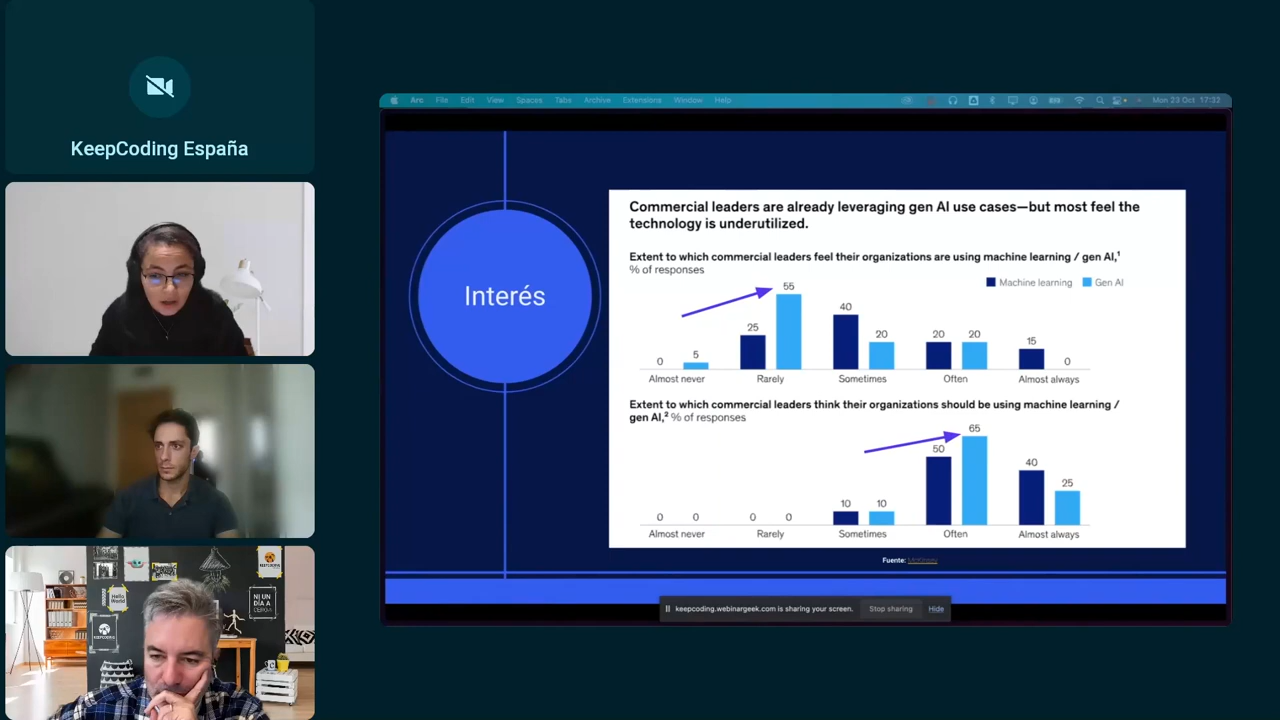 KeepCoding España
Arc File Edit View Spaces Tabs Archive Extensions Window Help
Mon 23 Oct 17:32
Interés
Commercial leaders are already leveraging gen AI use cases—but most feel the
technology is underutilized.
Extent to which commercial leaders feel their organizations are using machine learning / gen AI,¹
% of responses
Machine learning Gen AI
0 5 25 55 40 20 20 20 15 0
Almost never Rarely Sometimes Often Almost always
Extent to which commercial leaders think their organizations should be using machine learning /
gen AI,² % of responses
0 0 0 0 10 10 50 65 40 25
Almost never Rarely Sometimes Often Almost always
Fuente:
keepcoding.webinargeek.com is sharing your screen. Stop sharing Hide
Hello
World
NI UN
DÍA A
KEEPCODING